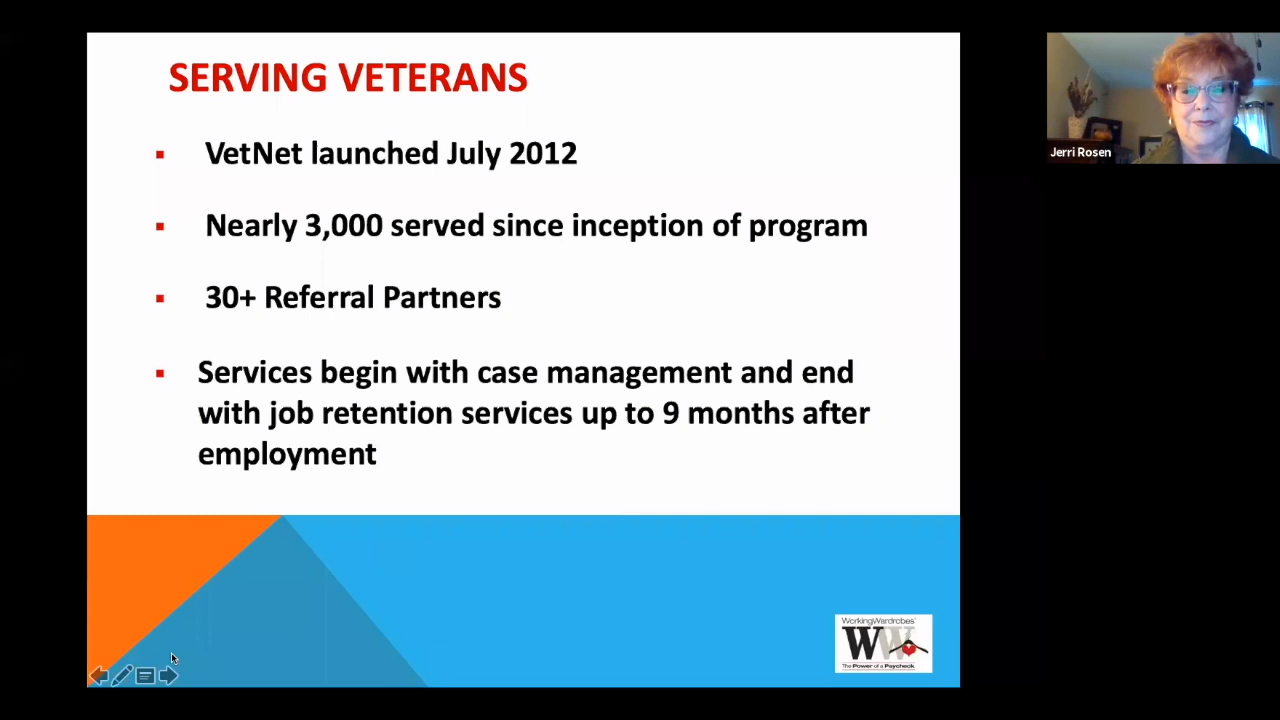 SERVING VETERANS
VetNet launched July 2012
Nearly 3,000 served since inception of program
30+ Referral Partners
Services begin with case management and end
with job retention services up to 9 months after
employment
Jerri Rosen
WorkingWardrobes®
WW
The Power of a Paycheck